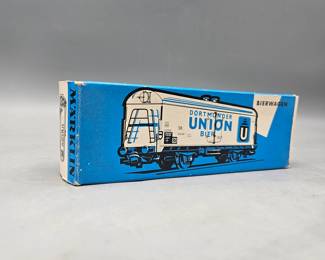 MÄRKLIN
BIERWAGEN
DORTMUNDER
UNION
BIER
U